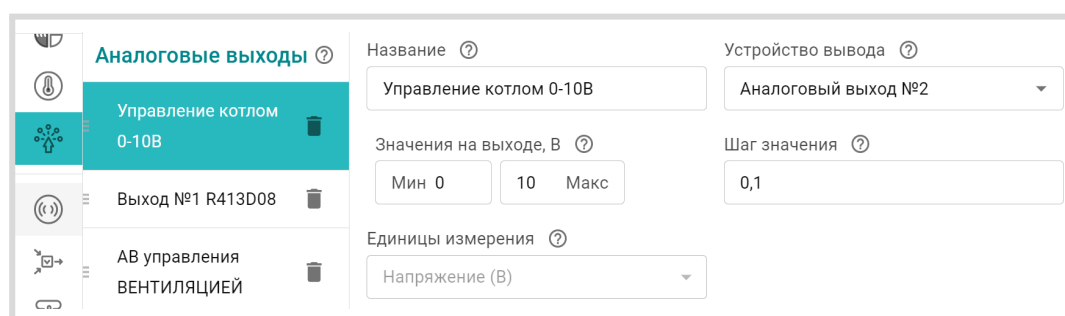 Аналоговые выходы
Управление котлом
0-10В
Выход №1 R413D08
АВ управления
ВЕНТИЛЯЦИЕЙ
Название
Управление котлом 0-10В
Устройство вывода
Аналоговый выход №2
Значения на выходе, В
Мин 0
10 Макс
Шаг значения
0,1
Единицы измерения
Напряжение (В)